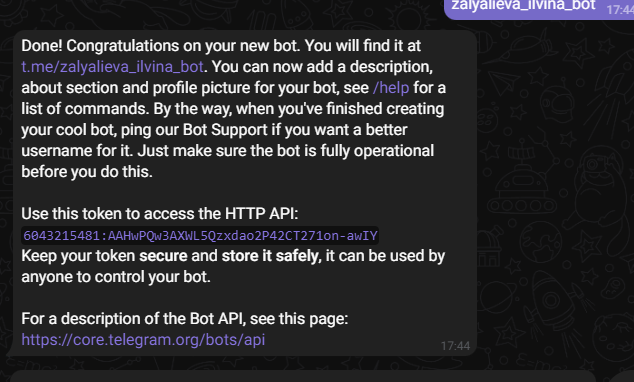 zalyalieva_ilvina_bot 17:44
Done! Congratulations on your new bot. You will find it at
t.me/zalyalieva_ilvina_bot. You can now add a description,
about section and profile picture for your bot, see /help for a
list of commands. By the way, when you've finished creating
your cool bot, ping our Bot Support if you want a better
username for it. Just make sure the bot is fully operational
before you do this.
Use this token to access the HTTP API:
6043215481:AAHwPQw3AXWL5Qzxdao2P42CT271on-awIY
Keep your token secure and store it safely, it can be used by
anyone to control your bot.
For a description of the Bot API, see this page:
https://core.telegram.org/bots/api
17:44